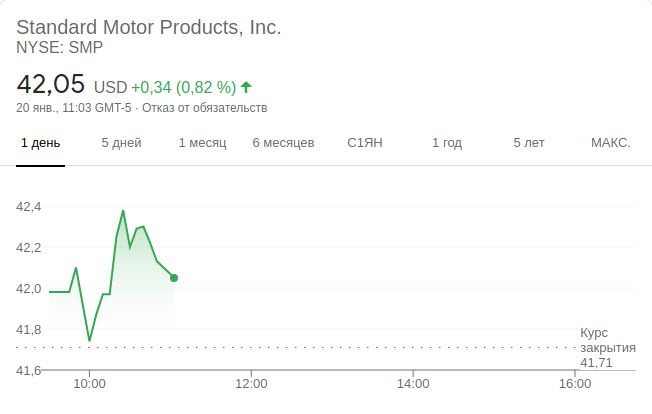 Standard Motor Products, Inc.
NYSE: SMP
42,05 USD +0,34 (0,82 %)
20 янв., 11:03 GMT-5 · Отказ от обязательств
1 день 5 дней 1 месяц 6 месяцев С1ЯН 1 год 5 лет МАКС.
42,4
42,2
42,0
41,8
Курс
закрытия
41,71
41,6
10:00 12:00 14:00 16:00